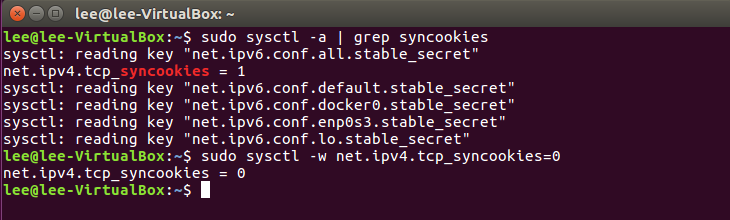 lee@lee-VirtualBox: ~
lee@lee-VirtualBox:~$ sudo sysctl -a | grep syncookies
sysctl: reading key "net.ipv6.conf.all.stable_secret"
net.ipv4.tcp_syncookies = 1
sysctl: reading key "net.ipv6.conf.default.stable_secret"
sysctl: reading key "net.ipv6.conf.docker0.stable_secret"
sysctl: reading key "net.ipv6.conf.enp0s3.stable_secret"
sysctl: reading key "net.ipv6.conf.lo.stable_secret"
lee@lee-VirtualBox:~$ sudo sysctl -w net.ipv4.tcp_syncookies=0
net.ipv4.tcp_syncookies = 0
lee@lee-VirtualBox:~$